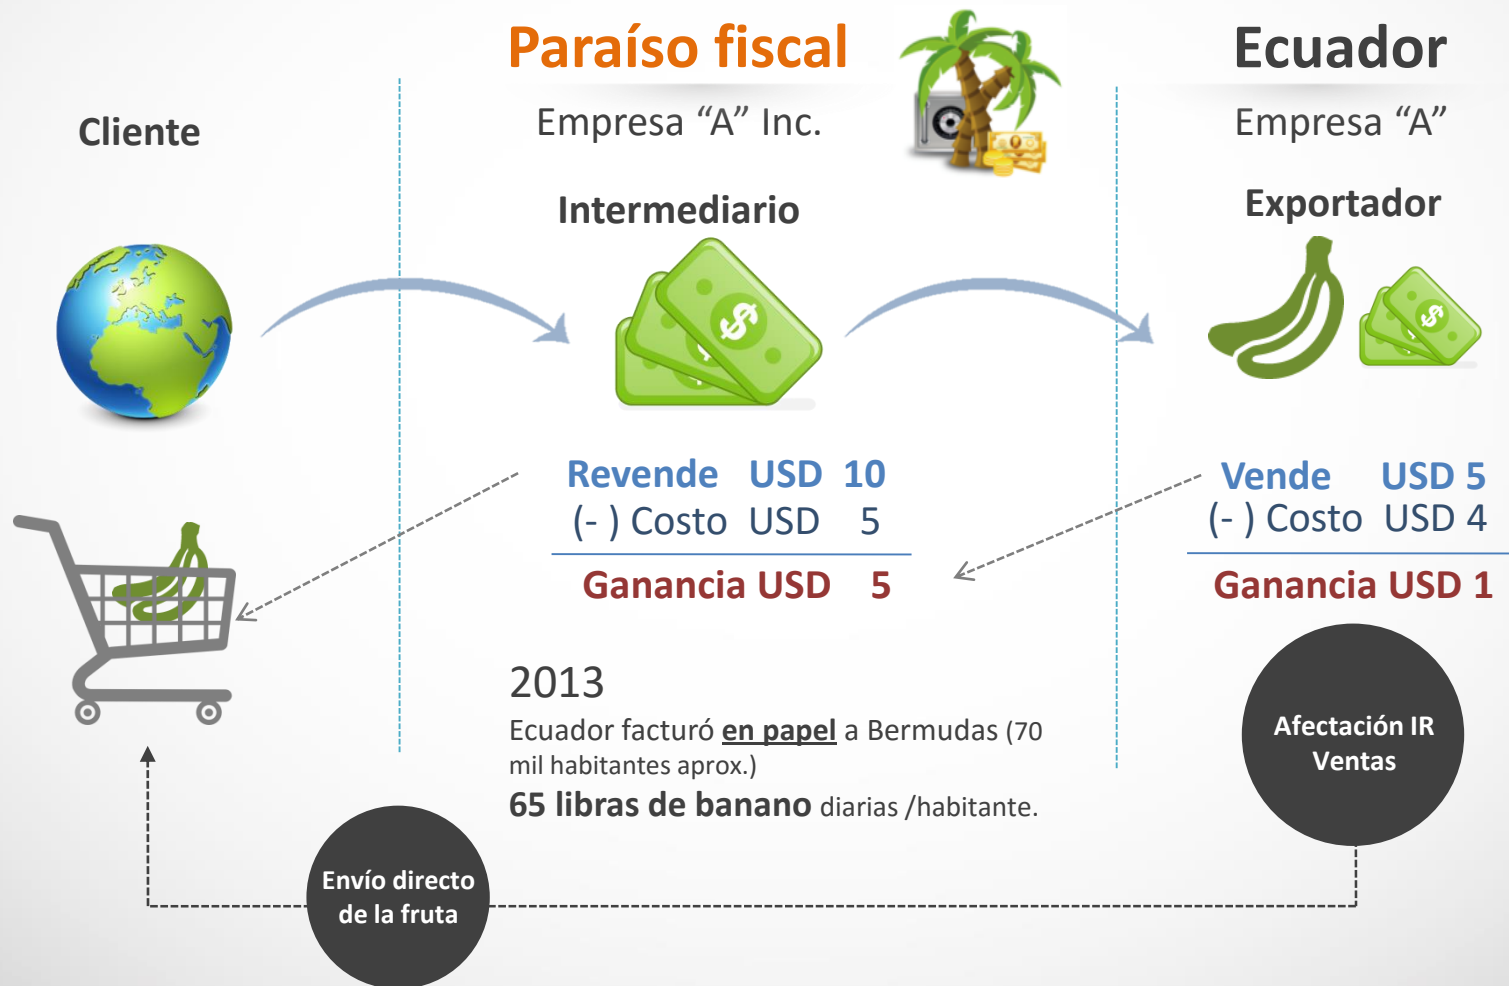 Paraíso fiscal
Ecuador
Cliente
Empresa “A” Inc.
Empresa “A”
Intermediario
Exportador
Revende USD 10
(- ) Costo USD 5
Ganancia USD 5
Vende USD 5
(- ) Costo USD 4
Ganancia USD 1
2013
Ecuador facturó en papel a Bermudas (70
mil habitantes aprox.)
65 libras de banano diarias /habitante.
Afectación IR
Ventas
Envío directo
de la fruta